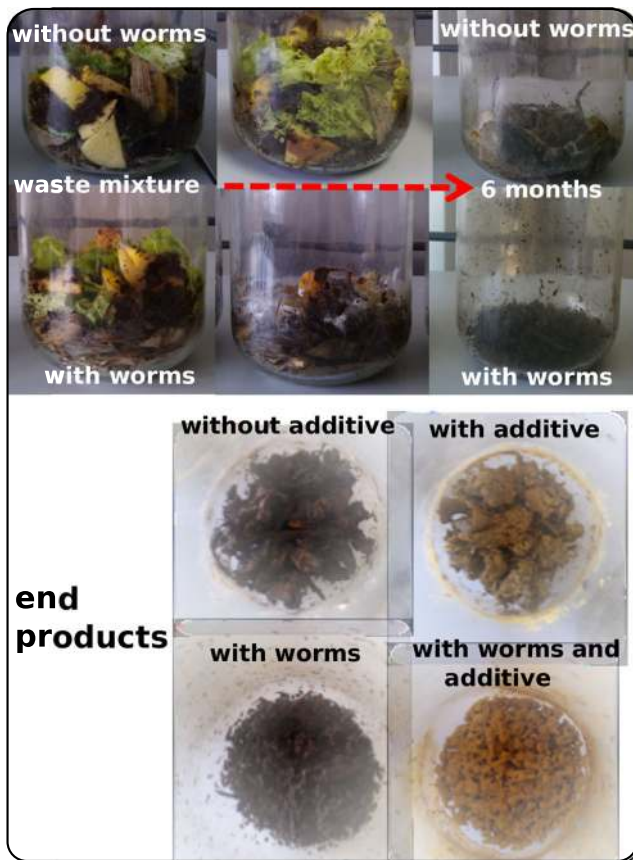 without worms
without worms
waste mixture
6 months
with worms
with worms
without additive
with additive
end
products
with worms
with worms and
additive